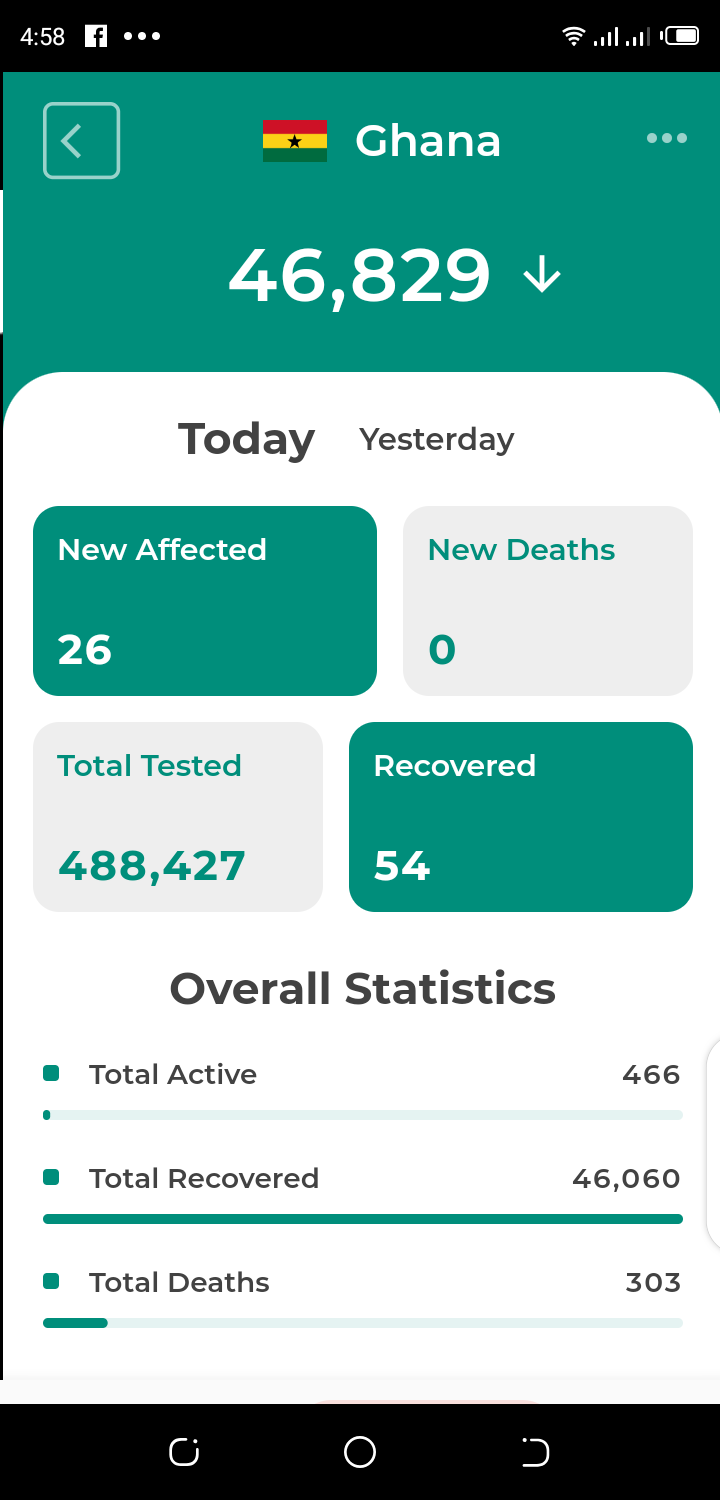 4:58
Ghana
46,829
Today Yesterday
New Affected New Deaths
26 0
Total Tested Recovered
488,427 54
Overall Statistics
Total Active 466
Total Recovered 46,060
Total Deaths 303